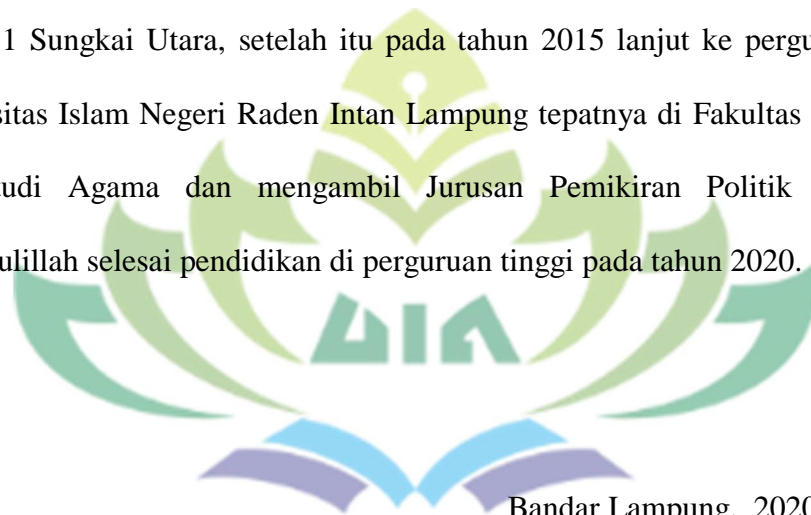 1 Sungkai Utara, setelah itu pada tahun 2015 lanjut ke pergu
sitas Islam Negeri Raden Intan Lampung tepatnya di Fakultas
tudi Agama dan mengambil Jurusan Pemikiran Politik
ulillah selesai pendidikan di perguruan tinggi pada tahun 2020.
UIN
Bandar Lampung, 2020